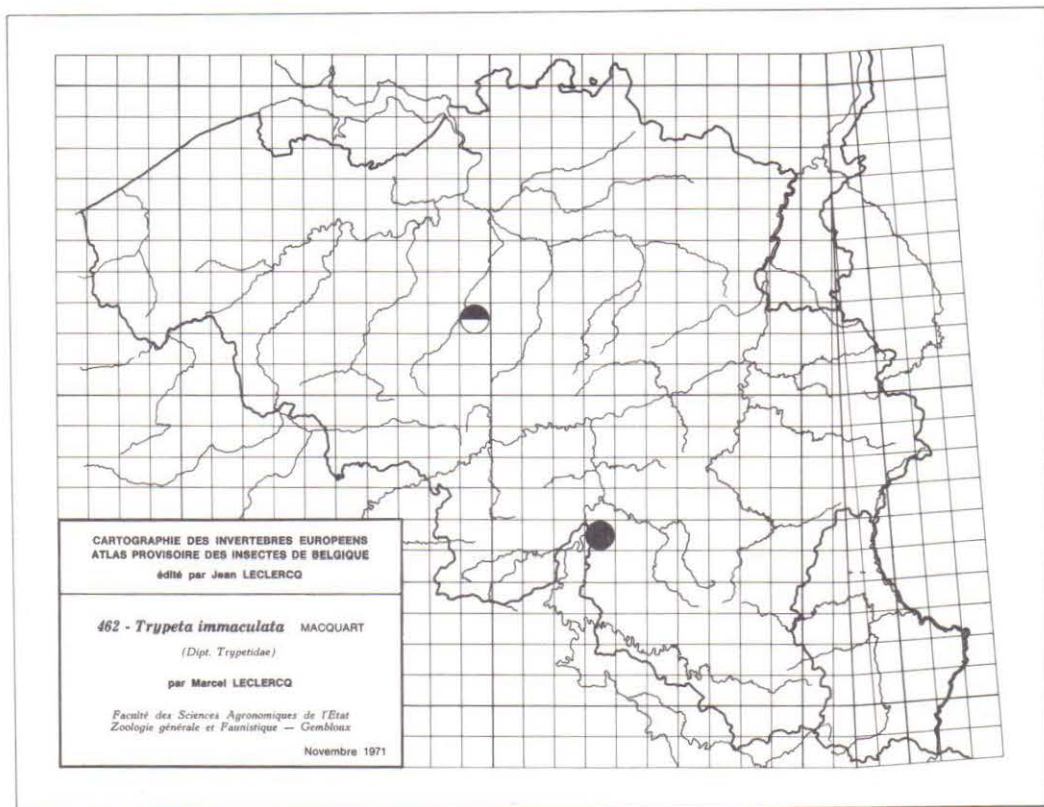 CARTOGRAPHIE DES INVERTEBRES EUROPEENS
ATLAS PROVISOIRE DES INSECTES DE BELGIQUE
édité par Jean LECLERCQ
462 - Trypeta immaculata MACQUART
(Dipt. Trypetidae)
par Marcel LECLERCQ
Faculté des Sciences Agronomiques de l'Etat
Zoologie générale et Faunistique — Gembloux
Novembre 1971